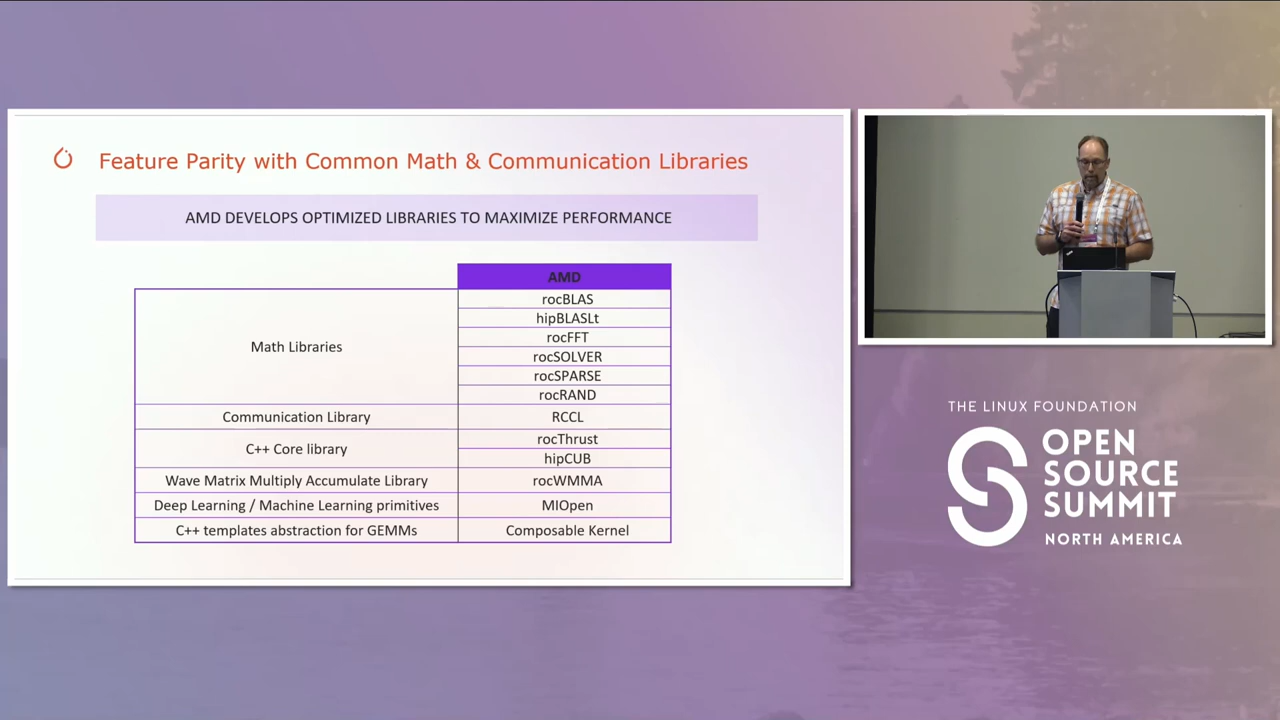 Feature Parity with Common Math & Communication Libraries
AMD DEVELOPS OPTIMIZED LIBRARIES TO MAXIMIZE PERFORMANCE
AMD
Math Libraries
rocBLAS
hipBLASLt
rocFFT
rocSOLVER
rocSPARSE
rocRAND
Communication Library
RCCL
C++ Core library
rocThrust
hipCUB
Wave Matrix Multiply Accumulate Library
rocWMMA
Deep Learning / Machine Learning primitives
MIOpen
C++ templates abstraction for GEMMs
Composable Kernel
THE LINUX FOUNDATION
OPEN
SOURCE
SUMMIT
NORTH AMERICA